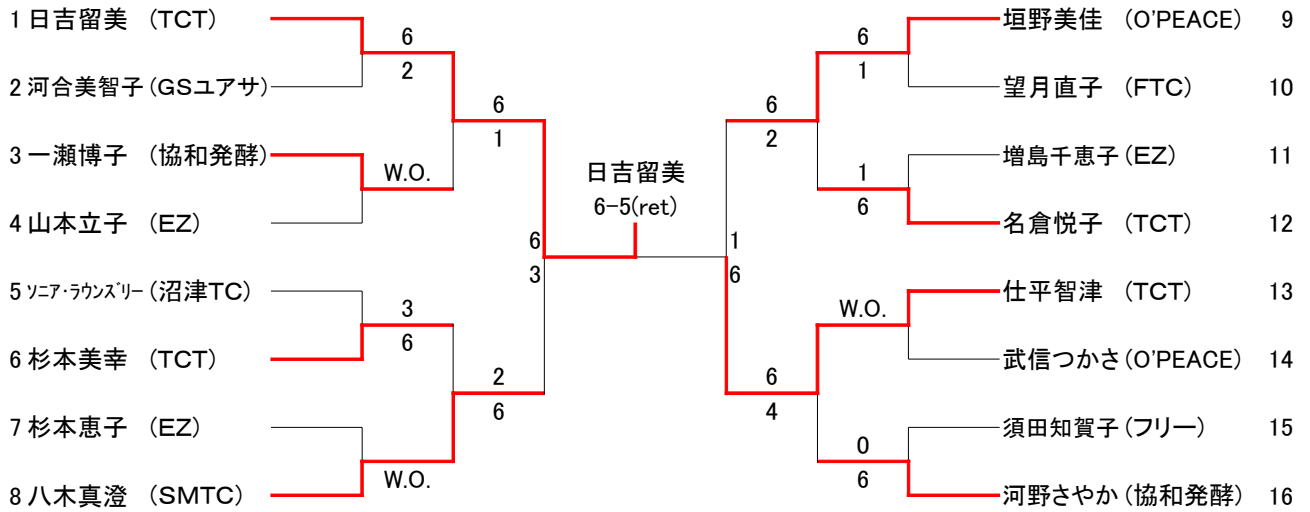 1 日吉留美 (TCT)
6
2
2 河合美智子 (GSユアサ)
6
1
3 一瀬博子 (協和発酵)
W.O.
4 山本立子 (EZ)
6
3
5 ソニア・ラウンズリー (沼津TC)
3
6
6 杉本美幸 (TCT)
2
6
7 杉本恵子 (EZ)
W.O.
8 八木真澄 (SMTC)
日吉留美
6-5(ret)
垣野美佳 (O'PEACE) 9
6
1
望月直子 (FTC) 10
6
2
増島千恵子 (EZ) 11
1
6
名倉悦子 (TCT) 12
1
6
仕平智津 (TCT) 13
W.O.
武信つかさ (O'PEACE) 14
6
4
須田知賀子 (フリー) 15
0
6
河野さやか (協和発酵) 16